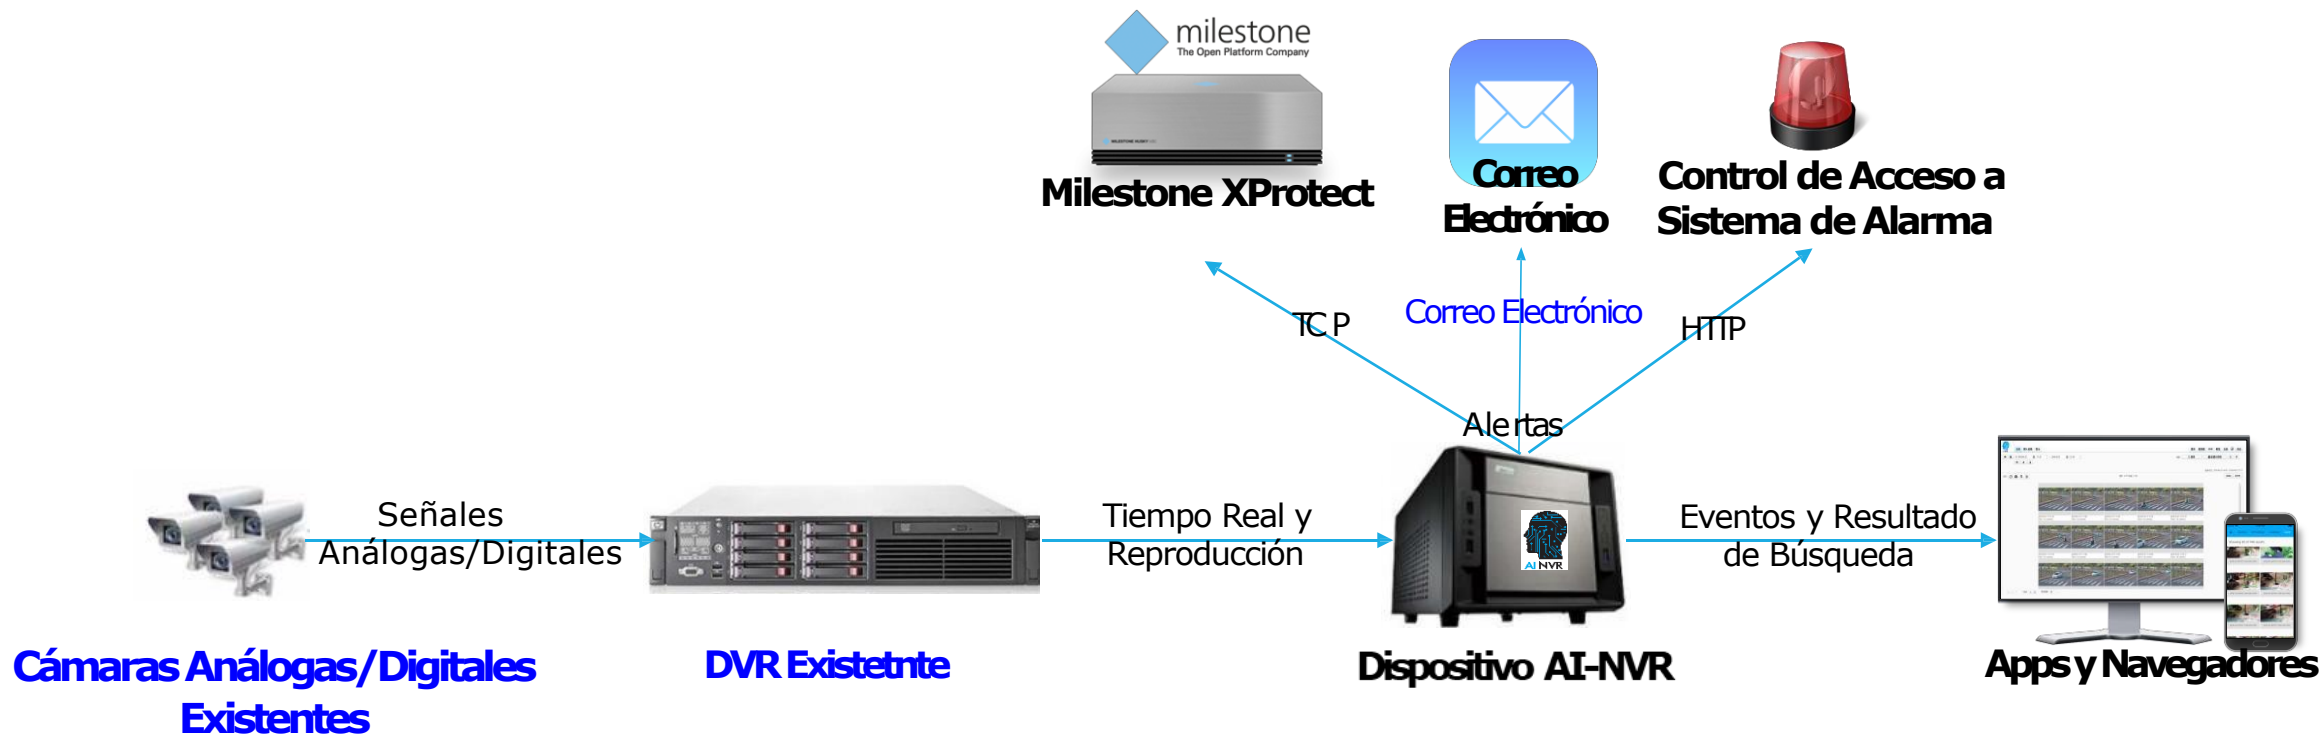 milestone
The Open Platform Company
Milestone XProtect
Correo
Electrónico
Control de Acceso a
Sistema de Alarma
TCP
Correo Electrónico
HTTP
Alertas
Señales
Análogas/Digitales
Tiempo Real y
Reproducción
AI NVR
Eventos y Resultado
de Búsqueda
Cámaras Análogas/Digitales
Existentes
DVR Existetnte
Dispositivo AI-NVR
Apps y Navegadores